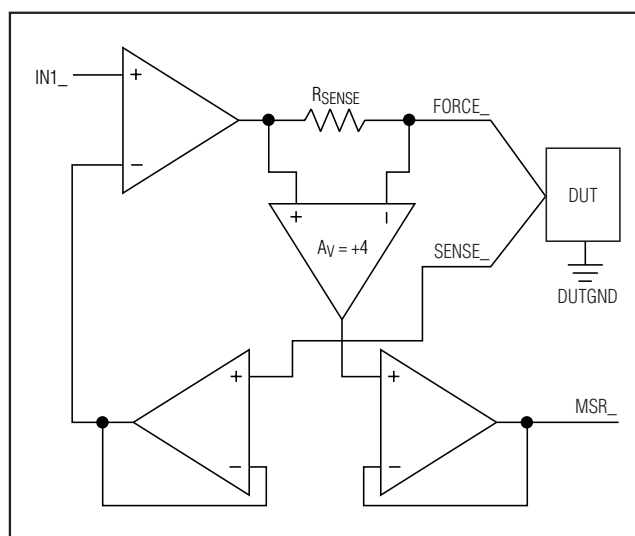 IN1_
+
−
RSENSE
FORCE_
DUT
DUTGND
+
−
AV = +4
SENSE_
+
−
+
−
MSR_